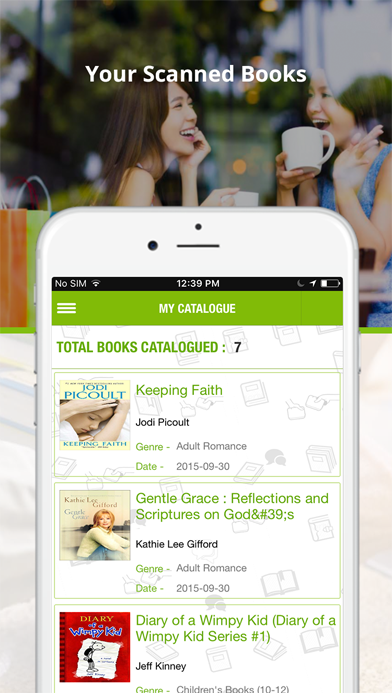 Your Scanned Books
No SIM 12:39 PM
MY CATALOGUE
TOTAL BOOKS CATALOGUED : 7
JODI
PICOULT
KEEPING FAITH
Keeping Faith
Jodi Picoult
Genre - Adult Romance
Date - 2015-09-30
Kathie Lee
Gifford
Gentle
Grace
Gentle Grace : Reflections and
Scriptures on God&#39;s
Kathie Lee Gifford
Genre - Adult Romance
Date - 2015-09-30
DIARY
of a
Wimpy Kid
Diary of a Wimpy Kid (Diary of a
Wimpy Kid Series #1)
Jeff Kinney
Genre - Children's Books (10-12)